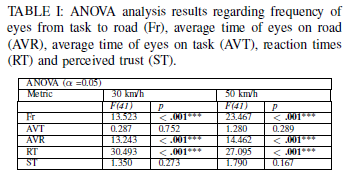 TABLE I: ANOVA analysis results regarding frequency of
eyes from task to road (Fr), average time of eyes on road
(AVR), average time of eyes on task (AVT), reaction times
(RT) and perceived trust (ST).
ANOVA (α =0.05)
Metric 30 km/h 50 km/h
F(41) p F(41) p
Fr 13.523 < .001*** 23.467 < .001***
AVT 0.287 0.752 1.280 0.289
AVR 13.243 < .001*** 14.462 < .001***
RT 30.493 < .001*** 27.095 < .001***
ST 1.350 0.273 1.790 0.167